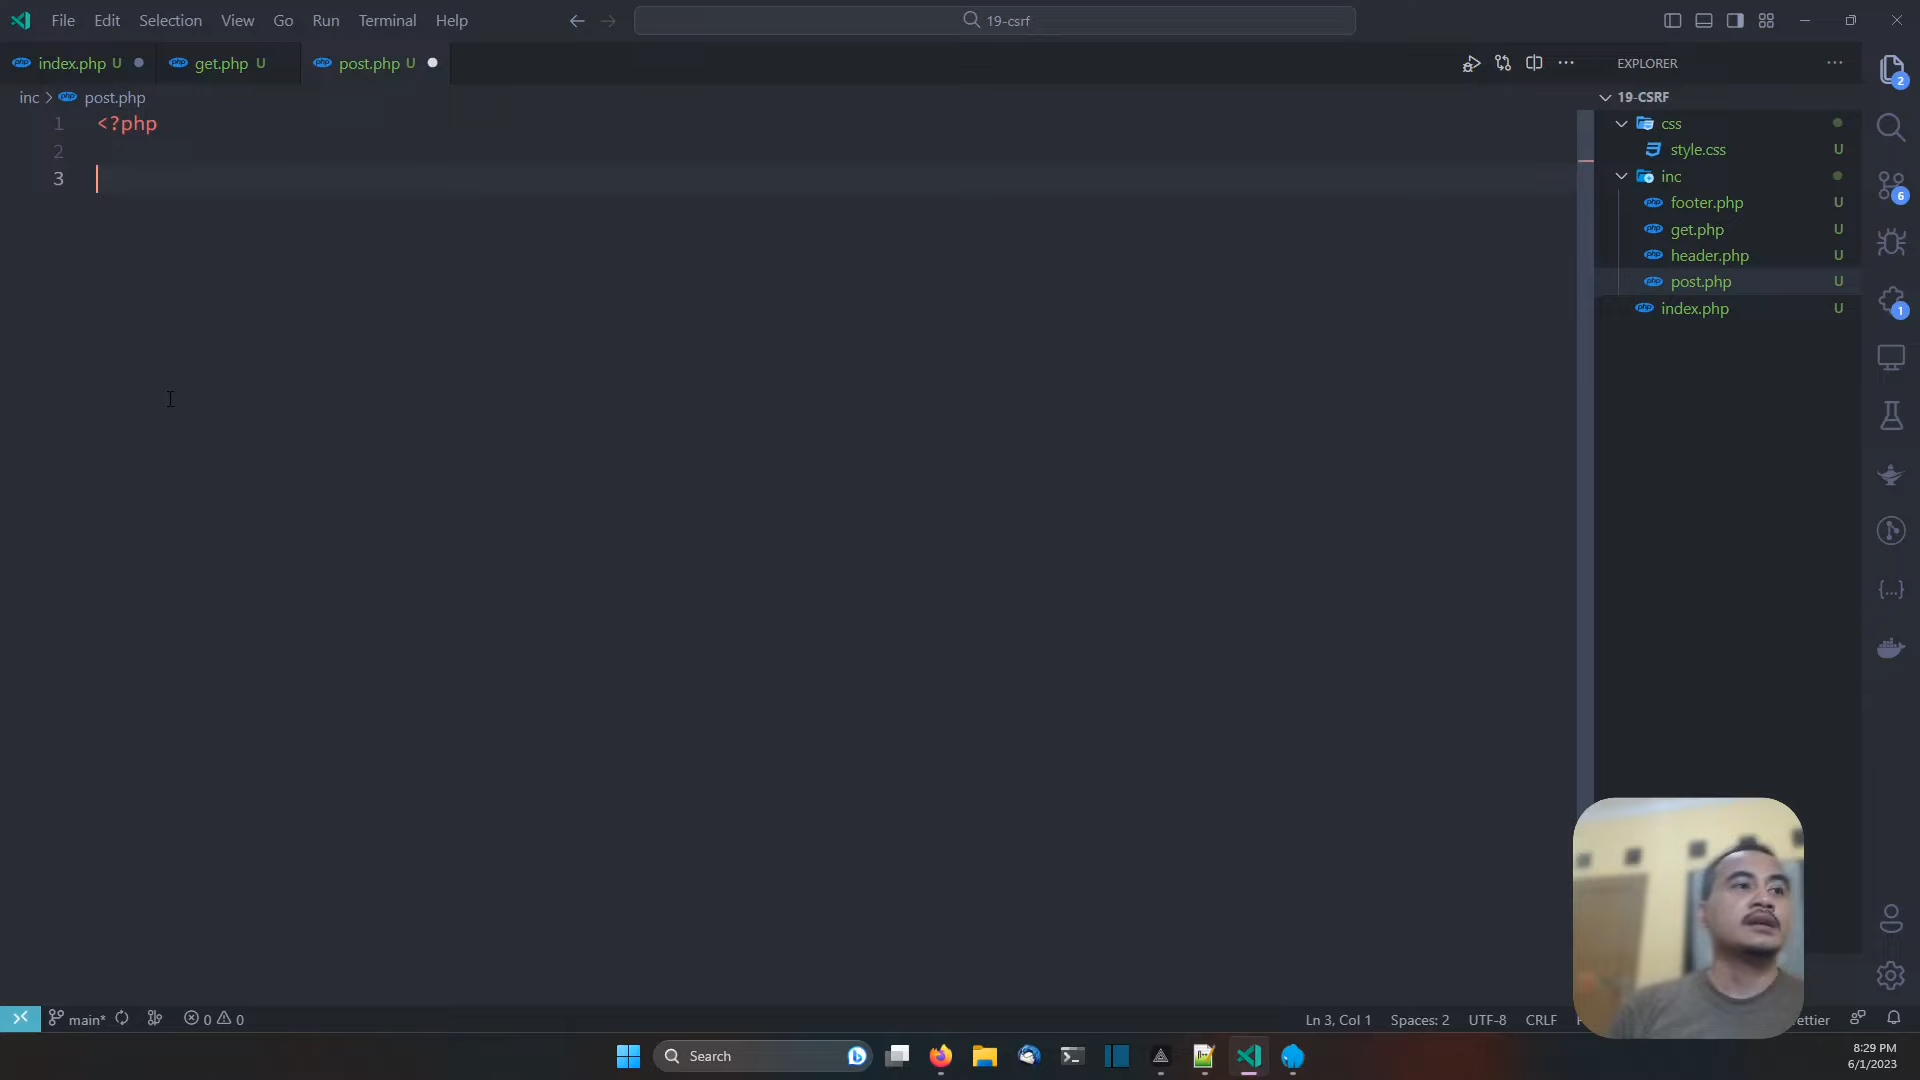 File Edit Selection View Go Run Terminal Help
19-csrf
index.php U
get.php U
post.php U
EXPLORER
inc > post.php
19-CSRF
1 <?php
2
3
css
style.css U
inc
footer.php U
get.php U
header.php U
post.php U
index.php U
2
6
1
main*
0 0
Ln 3, Col 1 Spaces: 2 UTF-8 CRLF
Search
8:29 PM
6/1/2023